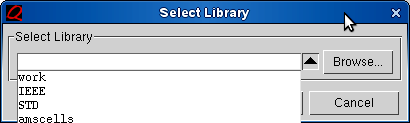 Select Library
Select Library
Browse...
work
IEEE
STD
amscells
Cancel